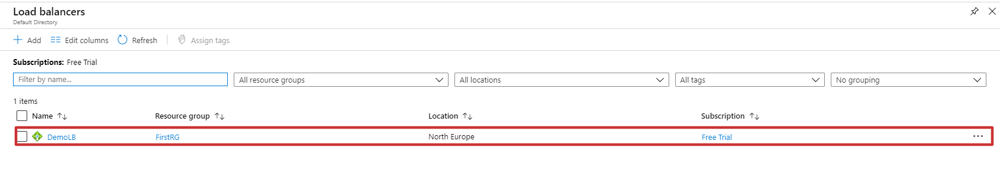 Load balancers
Default Directory
Add Edit columns Refresh Assign tags
Subscriptions: Free Trial
Filter by name... All resource groups All locations All tags No grouping
1 items
Name Resource group Location Subscription
DemoLB FirstRG North Europe Free Trial